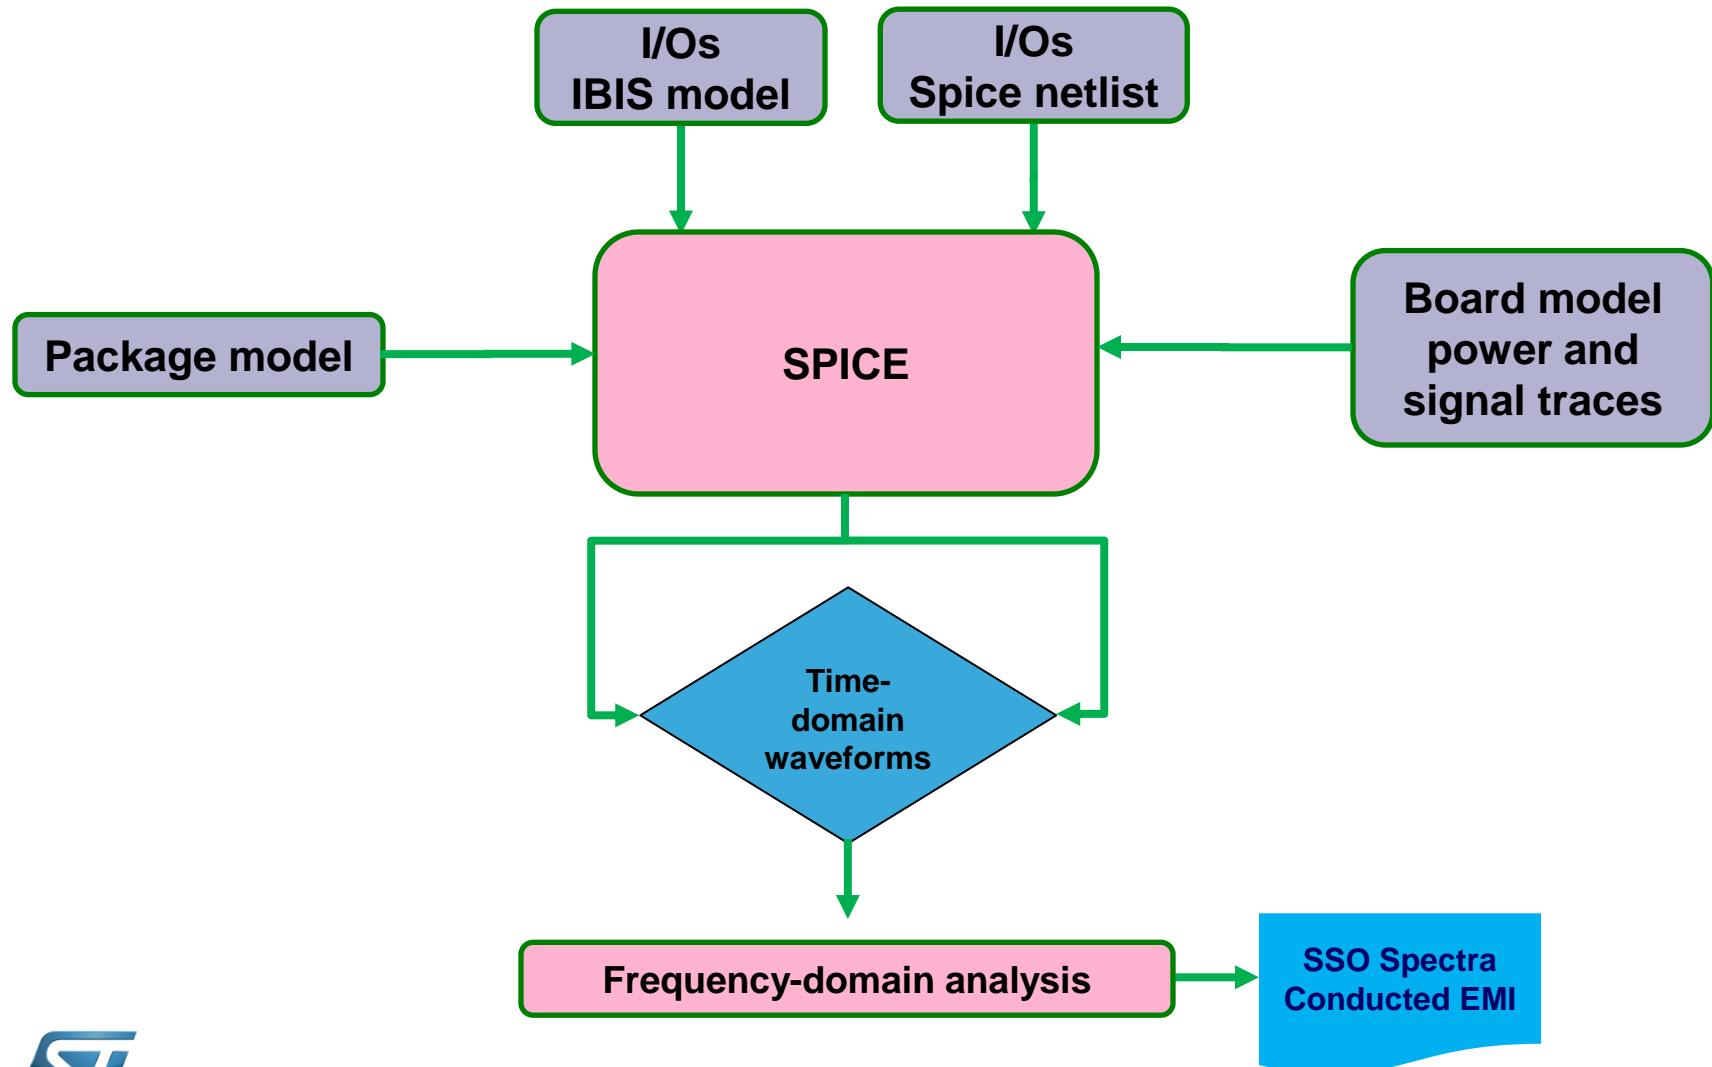 I/Os
IBIS model
I/Os
Spice netlist
Package model
SPICE
Board model
power and
signal traces
Time-
domain
waveforms
Frequency-domain analysis
SSO Spectra
Conducted EMI